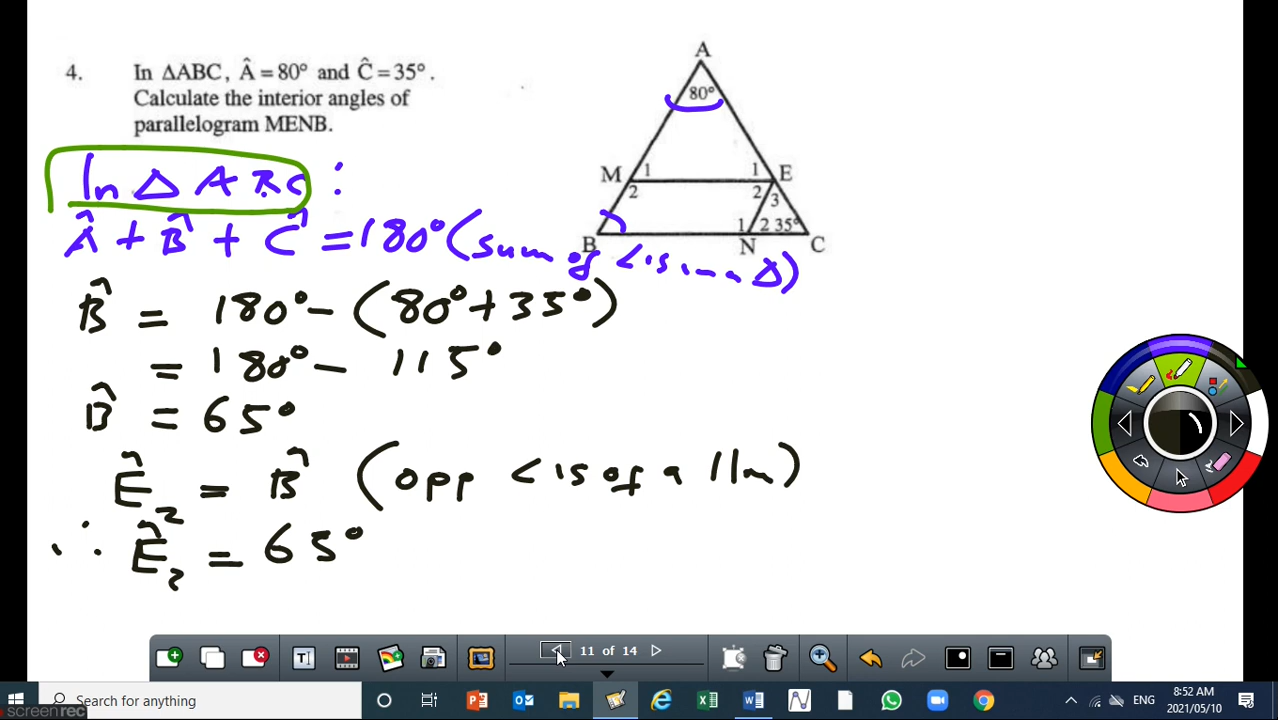 4. In ΔABC, Â = 80° and Ĉ = 35°.
Calculate the interior angles of
parallelogram MENB.
A
80°
M 1 1 E
2 2 3
1 2 35°
B N C
In Δ ABC :
Â + B̂ + Ĉ = 180° (sum of <'s in a Δ)
B̂ = 180° - (80° + 35°)
= 180° - 115°
B̂ = 65°
Ê2 = B̂ (opp <'s of a llm)
∴ Ê2 = 65°
11 of 14
Search for anything
ENG
8:52 AM
2021/05/10
screenrec